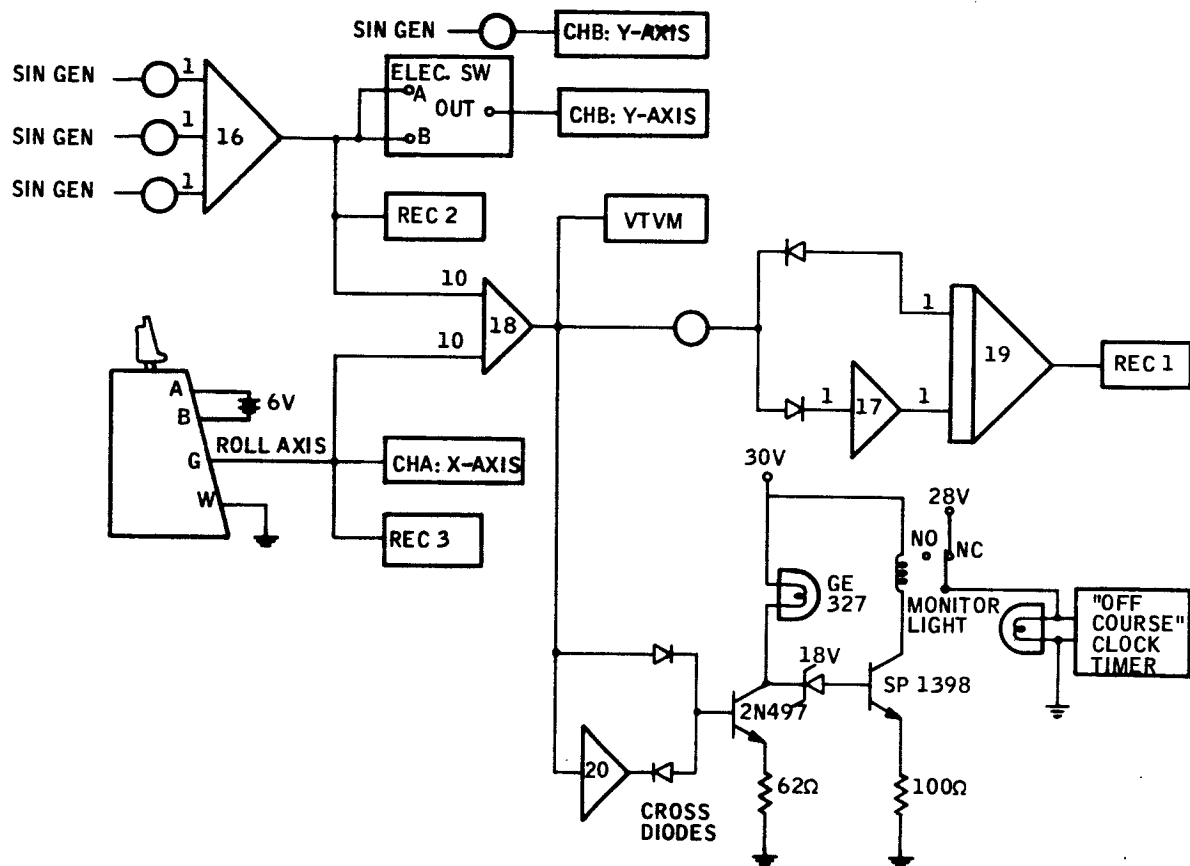 SIN GEN
CHB: Y-AXIS
SIN GEN
1
ELEC. SW
A
OUT
CHB: Y-AXIS
SIN GEN
1
16
B
SIN GEN
1
REC 2
VTVM
10
18
10
1
19
REC 1
1
17
1
A
6V
B
ROLL AXIS
G
CHA: X-AXIS
W
REC 3
30V
28V
NO
NC
GE
327
MONITOR
LIGHT
"OFF
COURSE"
CLOCK
TIMER
18V
SP 1398
2N497
20
62Ω
100Ω
CROSS
DIODES